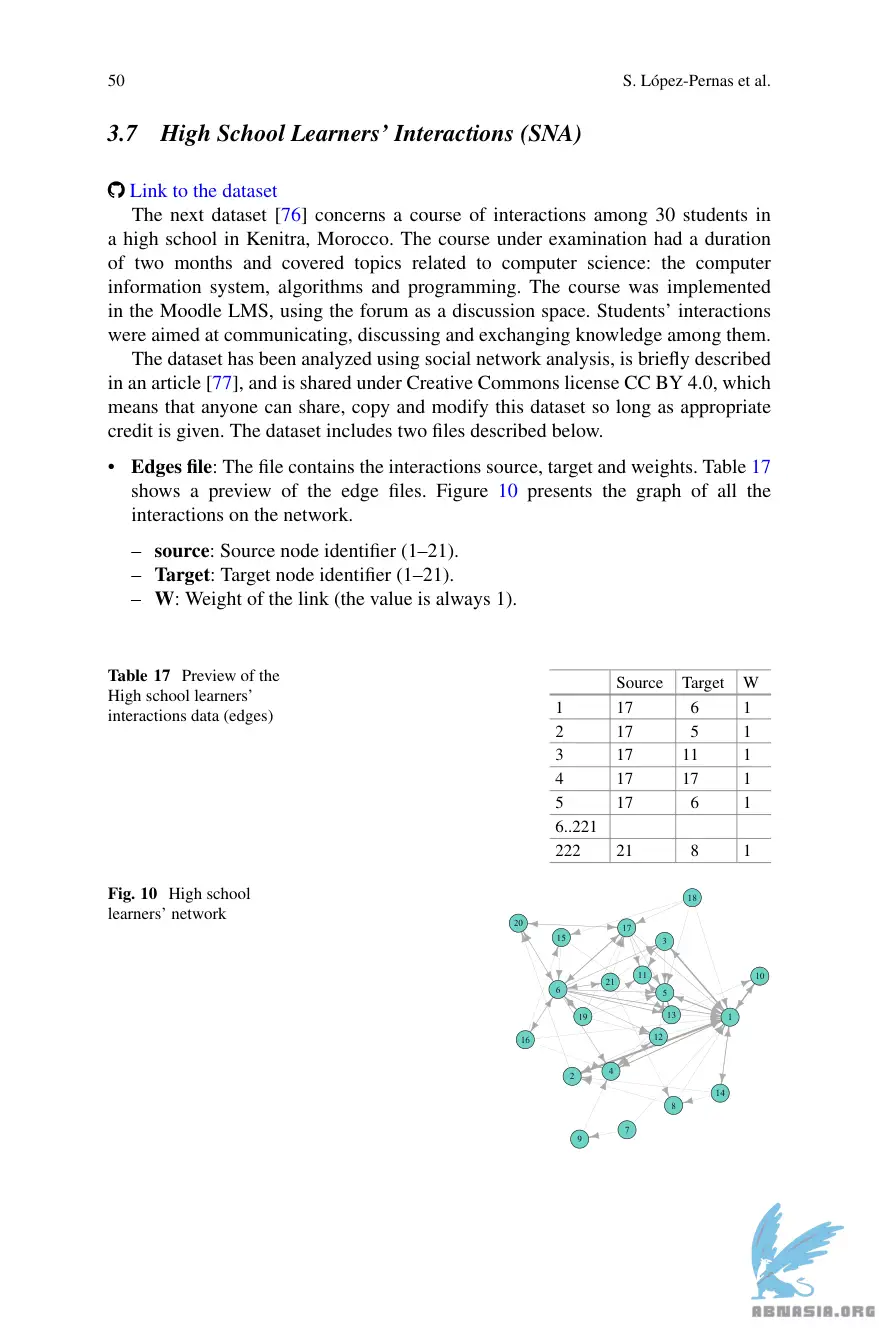 50 S. López-Pernas et al.
3.7 High School Learners’ Interactions (SNA)
Link to the dataset
The next dataset [76] concerns a course of interactions among 30 students in
a high school in Kenitra, Morocco. The course under examination had a duration
of two months and covered topics related to computer science: the computer
information system, algorithms and programming. The course was implemented
in the Moodle LMS, using the forum as a discussion space. Students’ interactions
were aimed at communicating, discussing and exchanging knowledge among them.
The dataset has been analyzed using social network analysis, is briefly described
in an article [77], and is shared under Creative Commons license CC BY 4.0, which
means that anyone can share, copy and modify this dataset so long as appropriate
credit is given. The dataset includes two files described below.
• Edges file: The file contains the interactions source, target and weights. Table 17
shows a preview of the edge files. Figure 10 presents the graph of all the
interactions on the network.
– source: Source node identifier (1–21).
– Target: Target node identifier (1–21).
– W: Weight of the link (the value is always 1).
Table 17 Preview of the
High school learners’
interactions data (edges)
Source Target W
1 17 6 1
2 17 5 1
3 17 11 1
4 17 17 1
5 17 6 1
6..221
222 21 8 1
Fig. 10 High school
learners’ network
18
20
17
15
3
11
10
21
6
5
19
13
1
12
16
4
2
14
8
7
9
ABNASIA.ORG